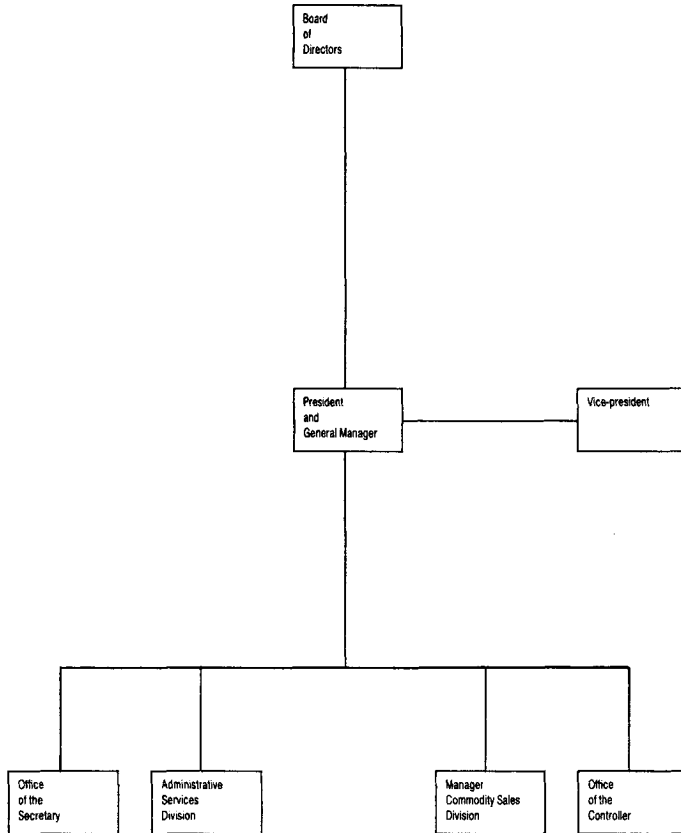 Board
of
Directors
President
and
General Manager
Vice-president
Office
of the
Secretary
Administrative
Services
Division
Manager
Commodity Sales
Division
Office
of the
Controller